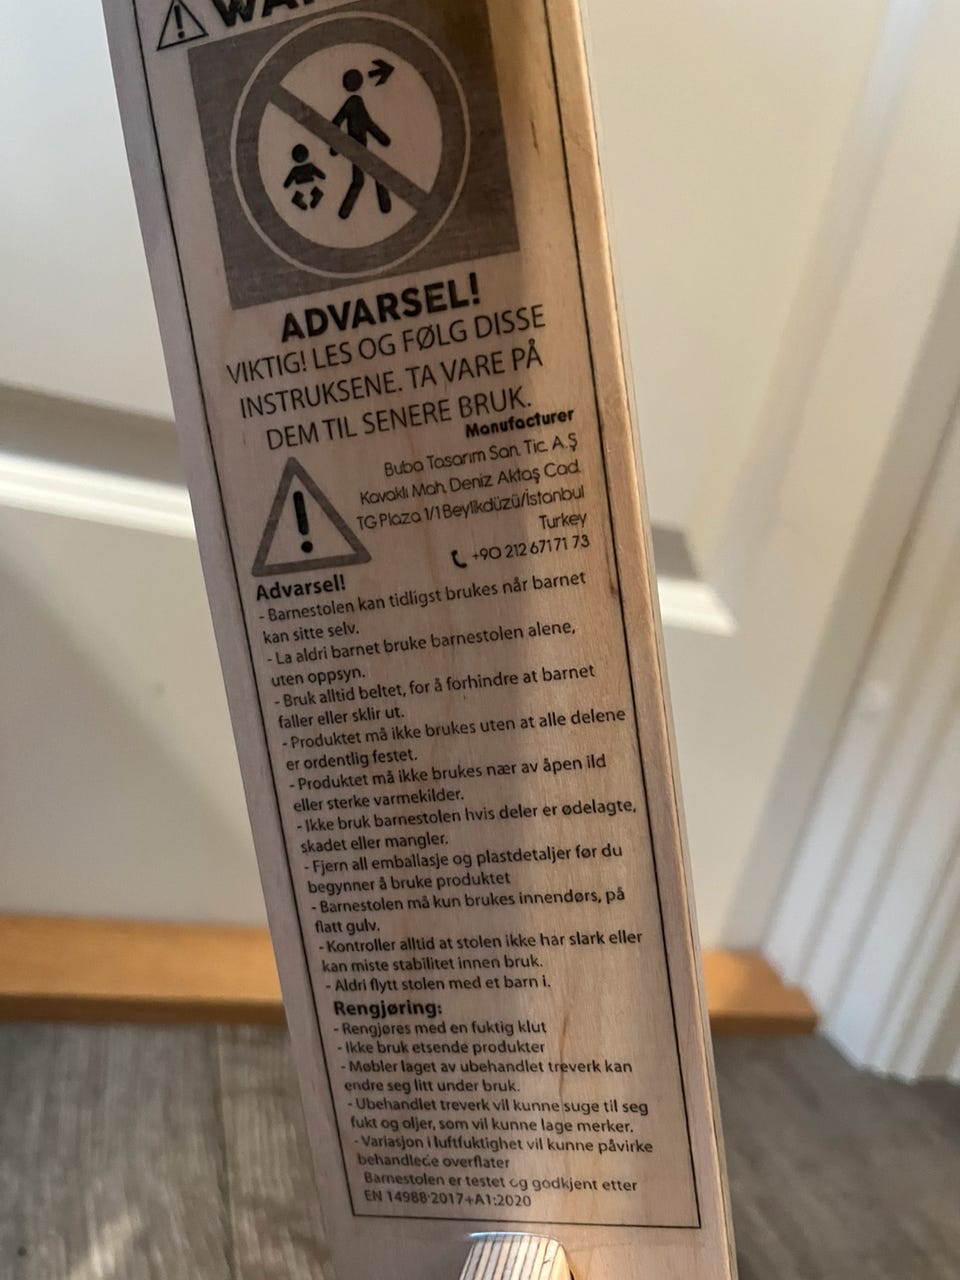 ADVARSEL!
VIKTIG! LES OG FØLG DISSE
INSTRUKSENE. TA VARE PÅ
DEM TIL SENERE BRUK.
Manufacturer
Buba Tasarım San. Tic. A.Ş
Kavaklı Mah. Deniz Aktaş Cad.
TG Plaza 1/1 Beylikdüzü/İstanbul
Turkey
+90 212 671 71 73
Advarsel!
- Barnestolen kan tidligst brukes når barnet
kan sitte selv.
- La aldri barnet bruke barnestolen alene,
uten oppsyn.
- Bruk alltid beltet, for å forhindre at barnet
faller eller sklir ut.
- Produktet må ikke brukes uten at alle delene
er ordentlig festet.
- Produktet må ikke brukes nær av åpen ild
eller sterke varmekilder.
- Ikke bruk barnestolen hvis deler er ødelagte,
skadet eller mangler.
- Fjern all emballasje og plastdetaljer før du
begynner å bruke produktet
- Barnestolen må kun brukes innendørs, på
flatt gulv.
- Kontroller alltid at stolen ikke har slark eller
kan miste stabilitet innen bruk.
- Aldri flytt stolen med et barn i.
Rengjøring:
- Rengjøres med en fuktig klut
- Ikke bruk etsende produkter
- Møbler laget av ubehandlet treverk kan
endre seg litt under bruk.
- Ubehandlet treverk vil kunne suge til seg
fukt og oljer, som vil kunne lage merker.
- Variasjon i luftfuktighet vil kunne påvirke
behandlede overflater
Barnestolen er testet og godkjent etter
EN 14988:2017+A1:2020